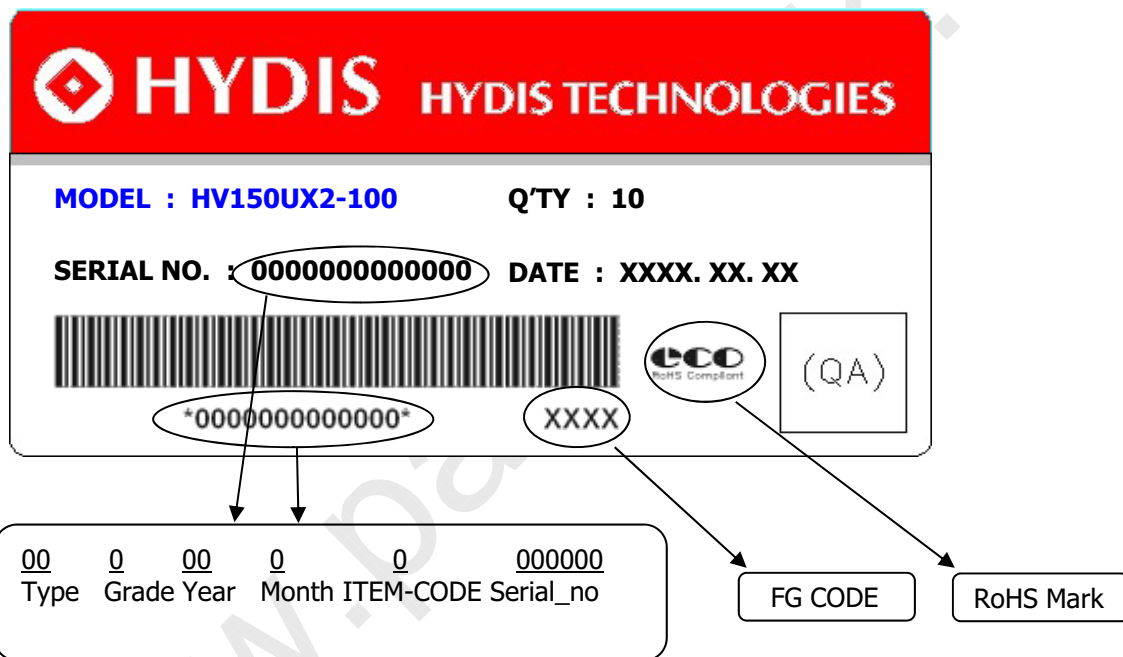 HYDIS HYDIS TECHNOLOGIES
MODEL : HV150UX2-100 Q'TY : 10
SERIAL NO. : 0000000000000 DATE : XXXX. XX. XX
eco
RoHS Compliant
(QA)
*0000000000000* XXXX
00 0 00 0 0 000000
Type Grade Year Month ITEM-CODE Serial_no
FG CODE
RoHS Mark